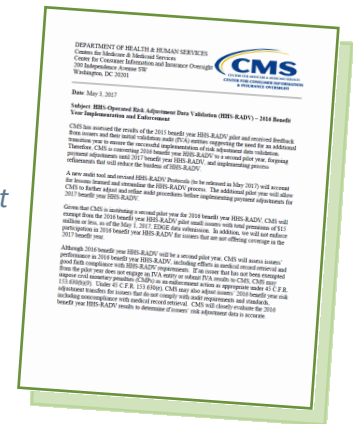 DEPARTMENT OF HEALTH & HUMAN SERVICES
Centers for Medicare & Medicaid Services
Center for Consumer Information and Insurance Oversight
200 Independence Avenue SW
Washington, DC 20201
CMS
CENTERS FOR MEDICARE & MEDICAID SERVICES
CENTER FOR CONSUMER INFORMATION
& INSURANCE OVERSIGHT
Date: May 3, 2017
Subject: HHS-Operated Risk Adjustment Data Validation (HHS-RADV) – 2016 Benefit
Year Implementation and Enforcement
CMS has assessed the results of the 2015 benefit year HHS-RADV pilot and received feedback
from issuers and their initial validation audit (IVA) entities suggesting the need for an additional
transition year to ensure the successful implementation of risk adjustment data validation.
Therefore, CMS is converting 2016 benefit year HHS-RADV to a second pilot year, forgoing
payment adjustments until 2017 benefit year HHS-RADV, and implementing process
refinements that will reduce the burdens of HHS-RADV.
A new audit tool and revised HHS-RADV Protocols (to be released in May 2017) will account
for lessons learned and streamline the HHS-RADV process. The additional pilot year will allow
CMS to further adjust and refine audit procedures before implementing payment adjustments for
2017 benefit year HHS-RADV.
Given that CMS is instituting a second pilot year for 2016 benefit year HHS-RADV, CMS will
exempt from the 2016 benefit year HHS-RADV pilot small issuers with total premiums of $15
million or less, as of the May 1, 2017, EDGE data submission. In addition, we will not enforce
participation in 2016 benefit year HHS-RADV for issuers that are not offering coverage in the
2017 benefit year.
Although 2016 benefit year HHS-RADV will be a second pilot year, CMS will assess issuers'
performance in 2016 benefit year HHS-RADV, including efforts in medical record retrieval and
good faith compliance with HHS-RADV requirements. If an issuer that has not been exempted
from the pilot year does not engage an IVA entity or submit IVA results to CMS, CMS may
impose civil monetary penalties (CMPs) as an enforcement action as appropriate under 45 C.F.R.
153.630(b)(9). Under 45 C.F.R. 153.630(e), CMS may also adjust issuers' 2016 benefit year risk
adjustment transfers for issuers that do not comply with audit requirements and standards,
including noncompliance with medical record retrieval. CMS will closely evaluate the 2016
benefit year HHS-RADV results to determine if issuers' risk adjustment data is accurate.